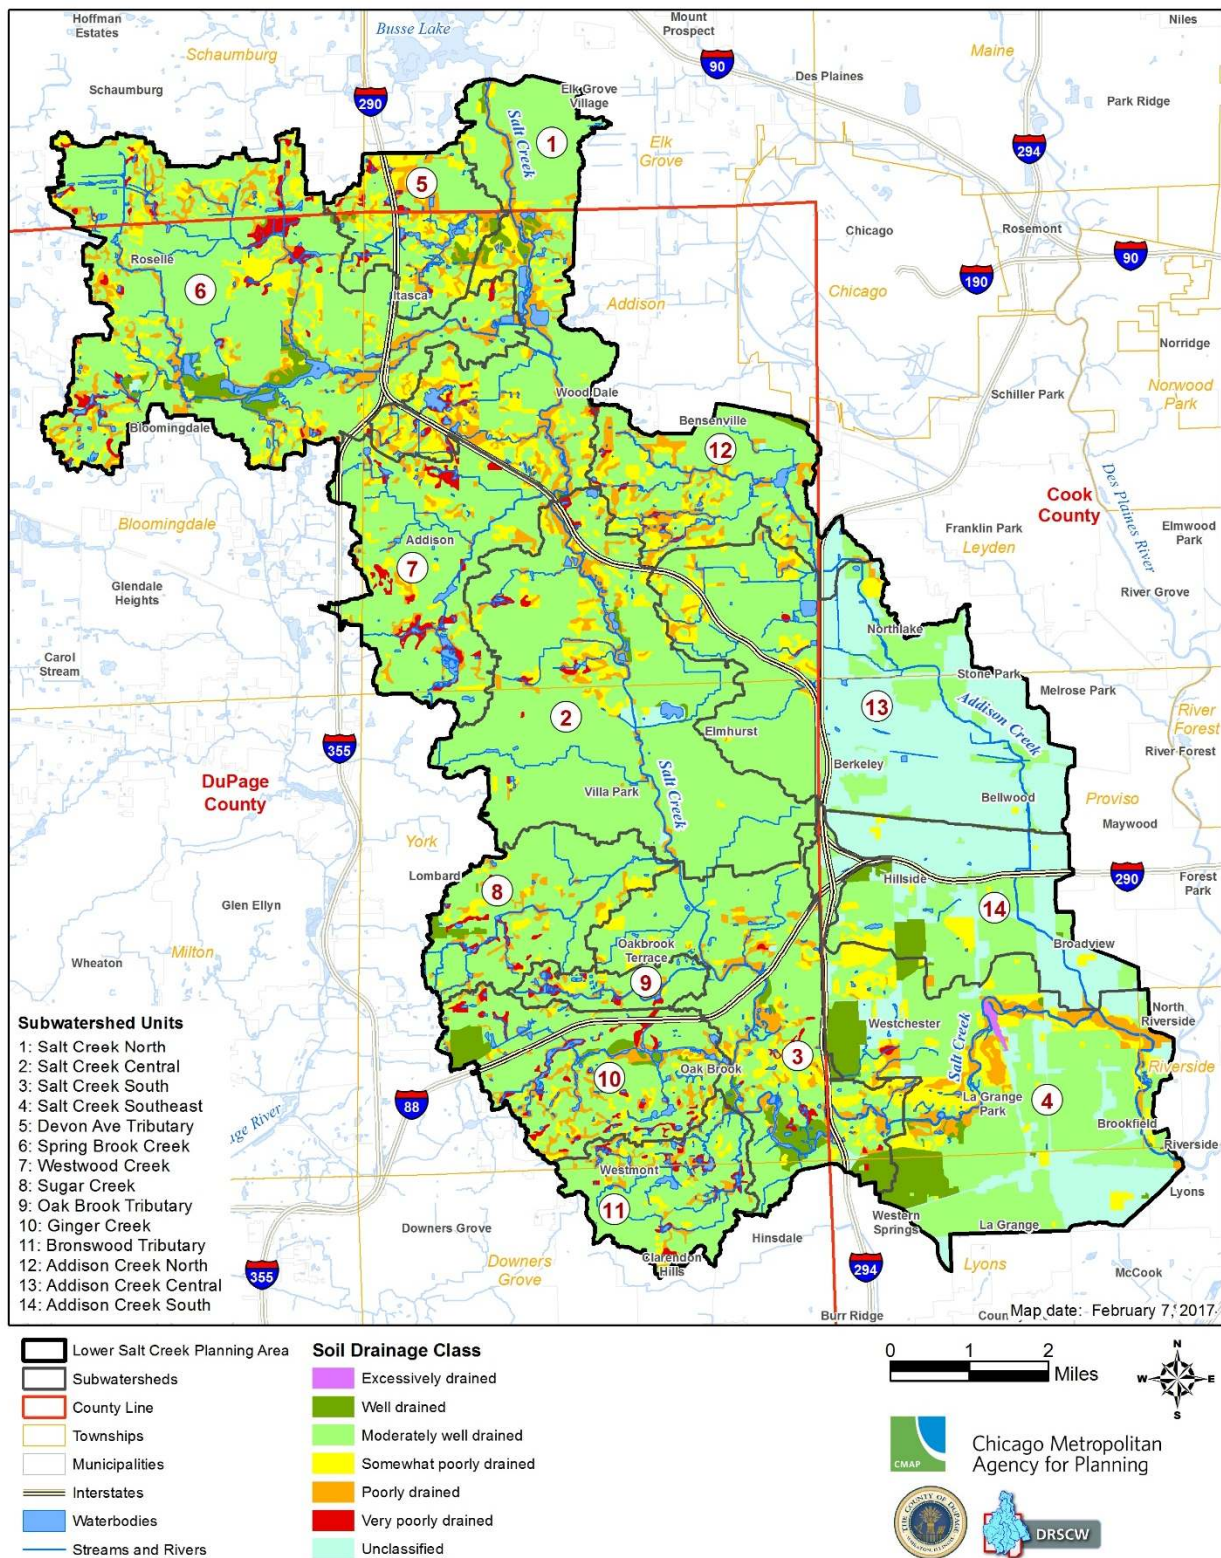 Hoffman
Estates
Schaumburg
Busse Lake
Mount
Prospect
Maine
Niles
90
Des Plaines
Schaumburg
290
Elk Grove
Village
Park Ridge
Salt Creek
1
Elk
Grove
294
5
Chicago
Rosemont
90
Roselle
190
6
Itasca
Addison
Chicago
Norridge
Wood Dale
Schiller Park
Norwood
Park
Bloomingdale
Bensenville
12
Des Plaines River
Cook
County
Bloomingdale
Franklin Park
Leyden
Elmwood
Park
Addison
7
Glendale
Heights
River Grove
Northlake
Carol
Stream
Stone Park
Melrose Park
Addison Creek
River
Forest
2
13
Elmhurst
River Forest
355
Berkeley
DuPage
County
Salt Creek
Villa Park
Bellwood
Proviso
Maywood
York
Lombard
8
Hillside
290
Forest
Park
Glen Ellyn
14
Oakbrook
Terrace
Broadview
Wheaton
Milton
9
North
Riverside
Subwatershed Units
1: Salt Creek North
2: Salt Creek Central
3: Salt Creek South
4: Salt Creek Southeast
5: Devon Ave Tributary
6: Spring Brook Creek
7: Westwood Creek
8: Sugar Creek
9: Oak Brook Tributary
10: Ginger Creek
11: Bronswood Tributary
12: Addison Creek North
13: Addison Creek Central
14: Addison Creek South
Westchester
Salt Creek
3
Riverside
10
Oak Brook
88
La Grange
Park
4
Brookfield
Riverside
River
Westmont
Lyons
11
Western
Springs
La Grange
Downers Grove
Hinsdale
Downers
Grove
Clarendon
Hills
355
294
Lyons
McCook
Burr Ridge
Map date: February 7, 2017
Lower Salt Creek Planning Area
Subwatersheds
County Line
Townships
Municipalities
Interstates
Waterbodies
Streams and Rivers
Soil Drainage Class
Excessively drained
Well drained
Moderately well drained
Somewhat poorly drained
Poorly drained
Very poorly drained
Unclassified
0 1 2
Miles
N
W E
S
CMAP
Chicago Metropolitan
Agency for Planning
THE COUNTY OF DUPAGE
DRSCW